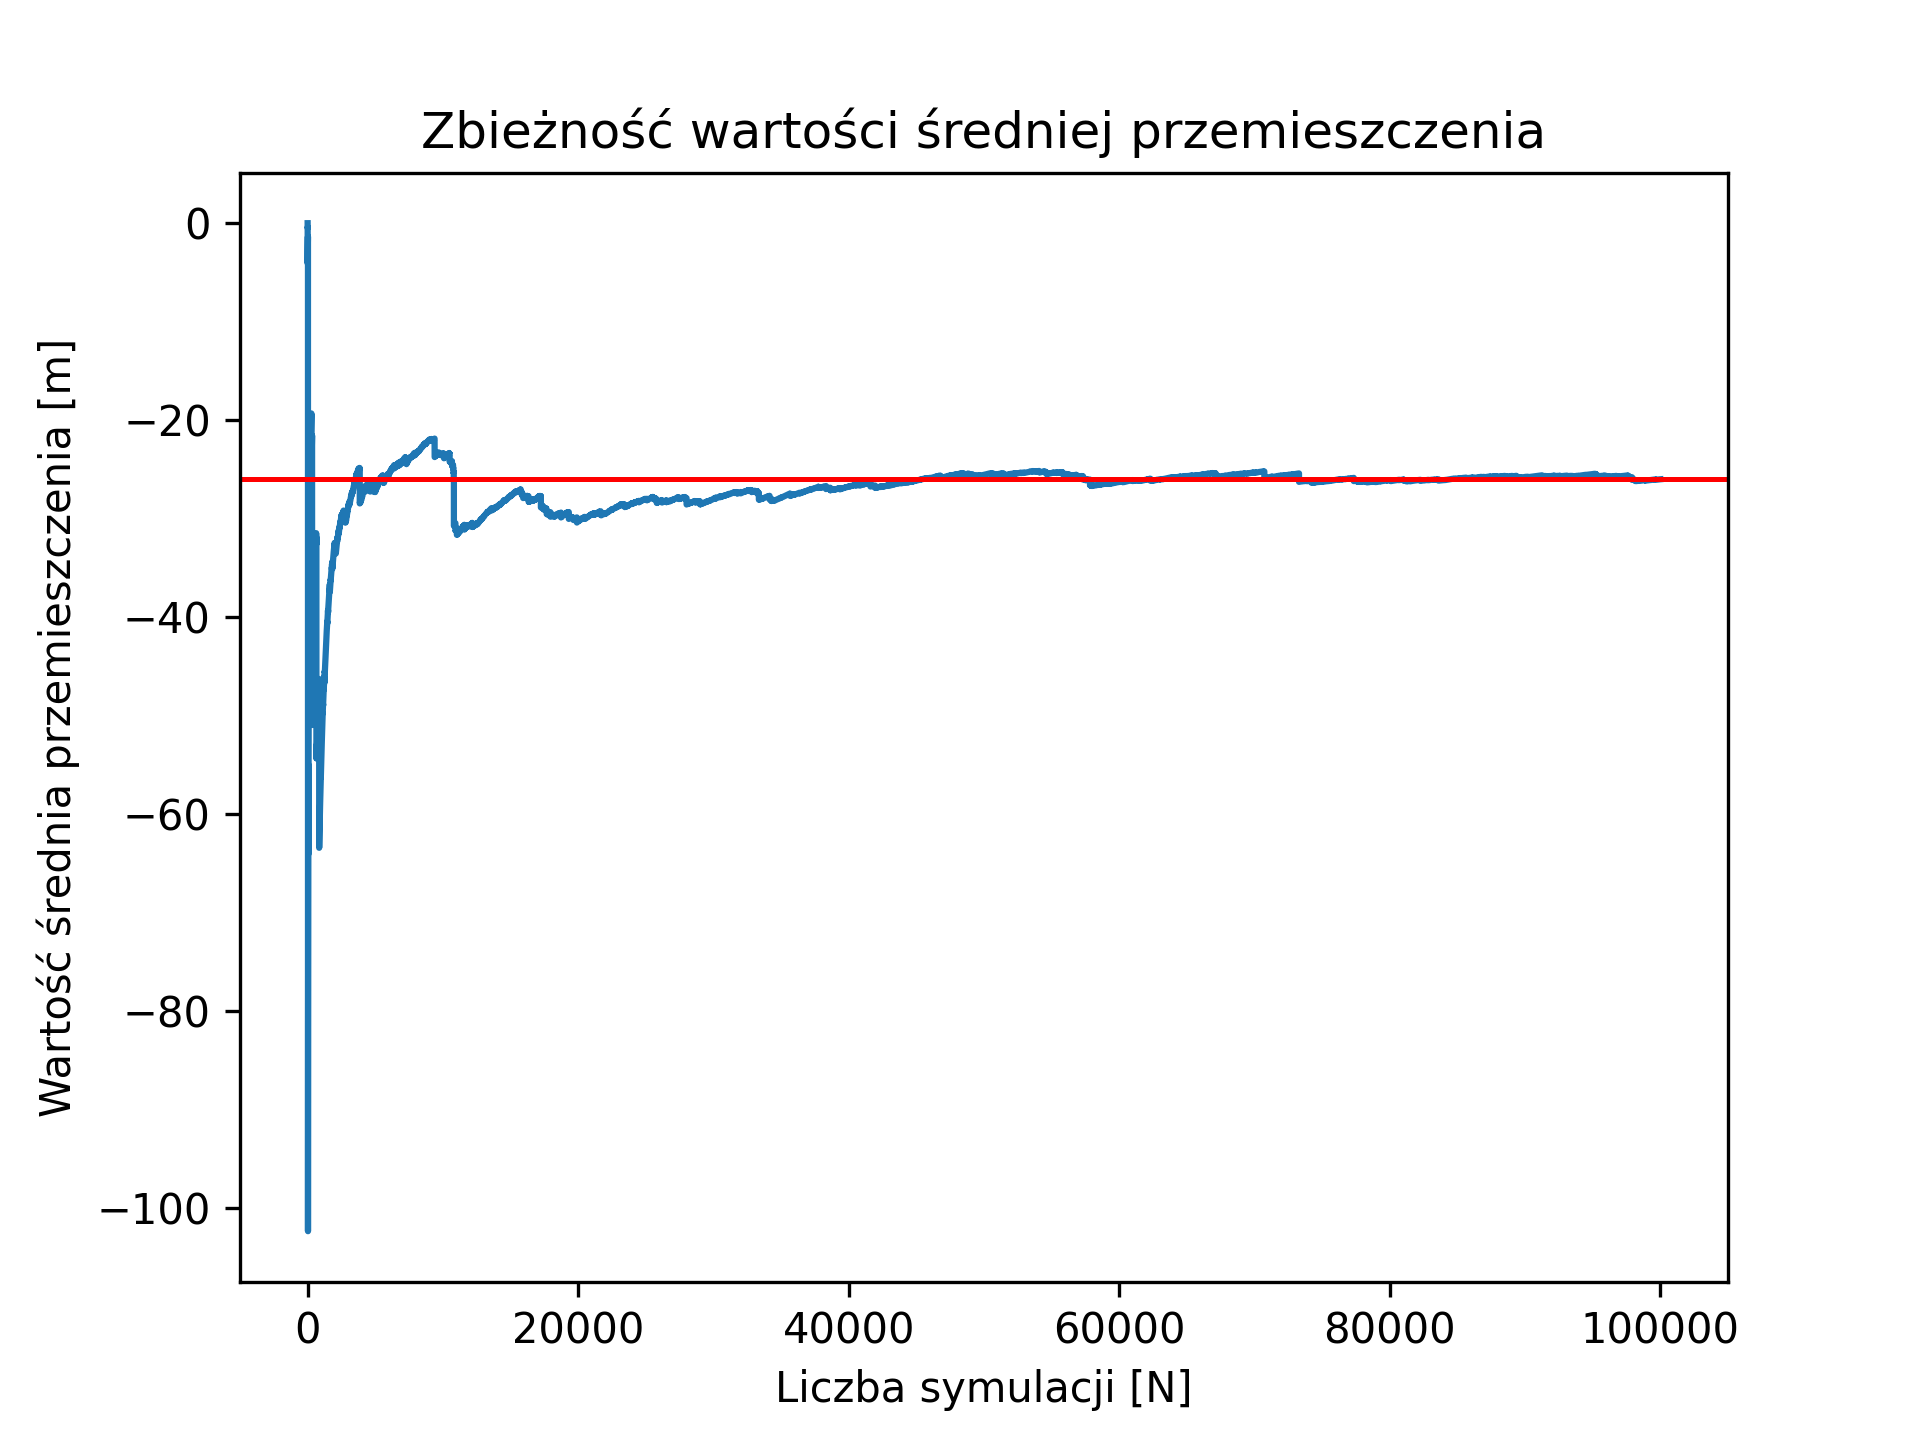 Zbieżność wartości średniej przemieszczenia
Wartość średnia przemieszczenia [m]
0
−20
−40
−60
−80
−100
0 20000 40000 60000 80000 100000
Liczba symulacji [N]